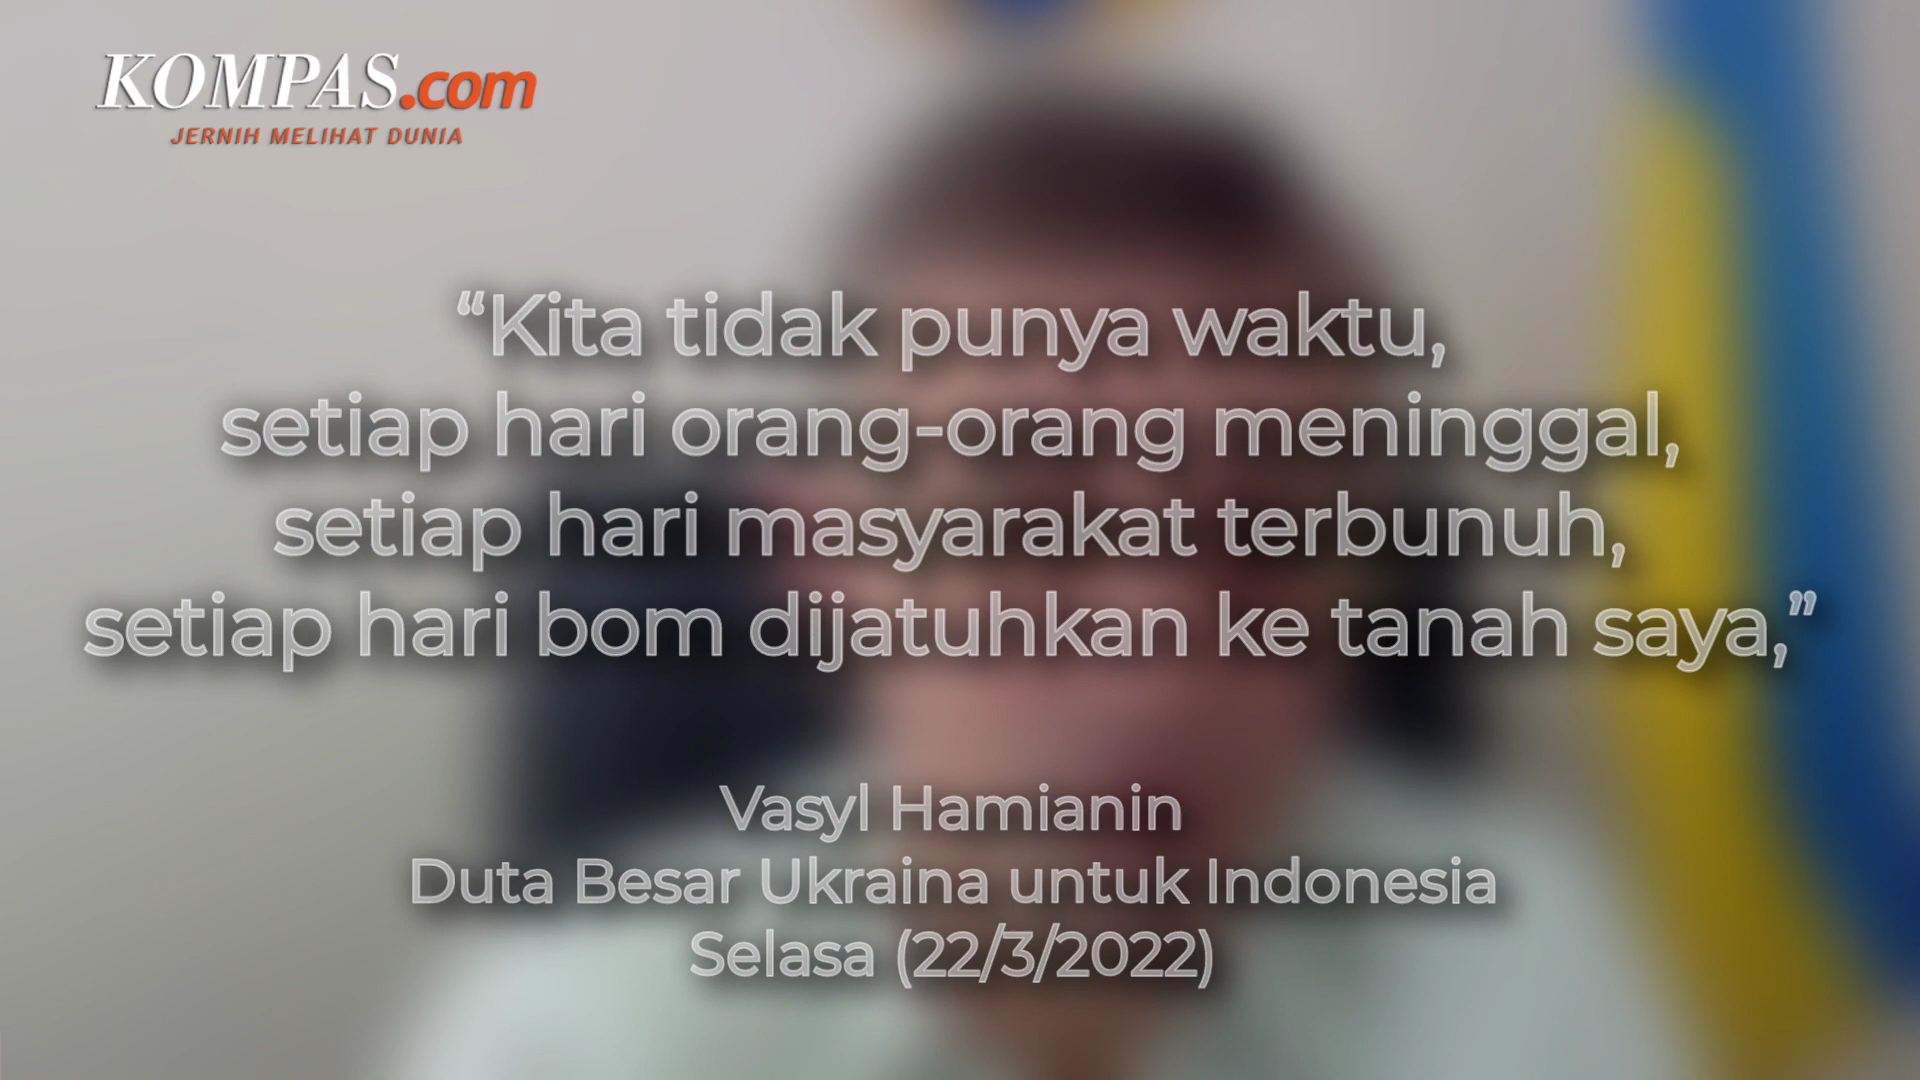 KOMPAS.com
JERNIH MELIHAT DUNIA
“Kita tidak punya waktu,
setiap hari orang-orang meninggal,
setiap hari masyarakat terbunuh,
setiap hari bom dijatuhkan ke tanah saya,”
Vasyl Hamianin
Duta Besar Ukraina untuk Indonesia
Selasa (22/3/2022)